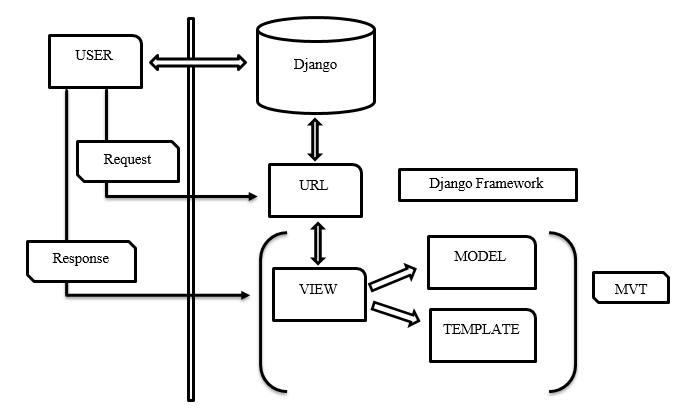 USER
Django
Request
URL
Django Framework
Response
MODEL
VIEW
MVT
TEMPLATE